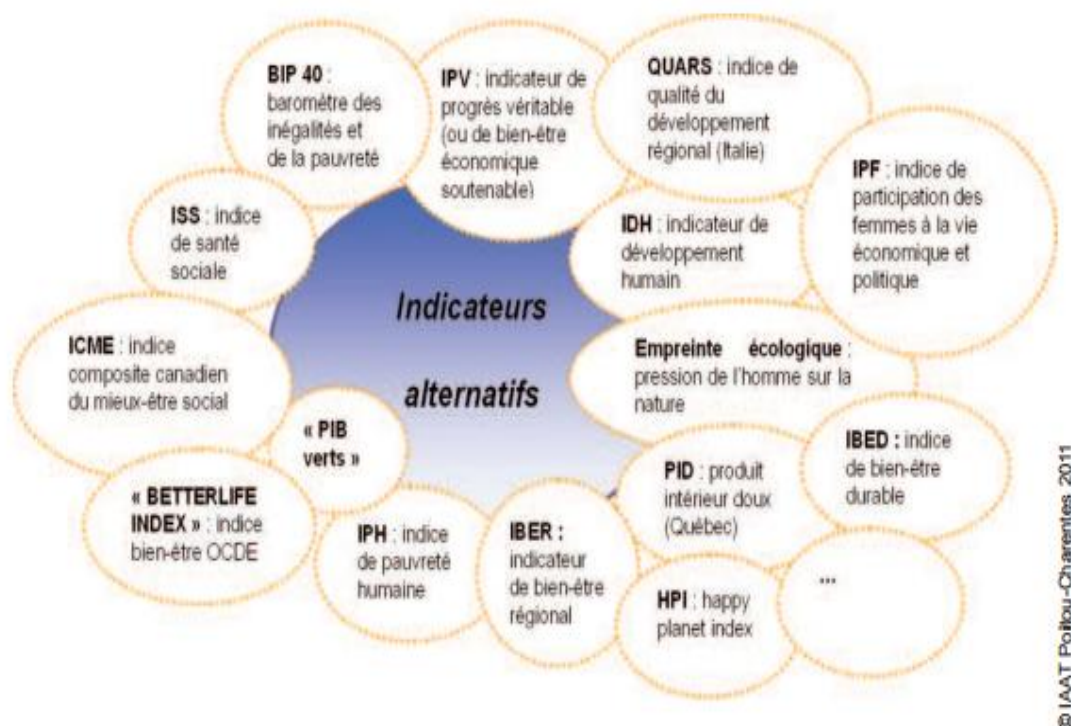 BIP 40 :
baromètre des
inégalités et
de la pauvreté
IPV : indicateur de
progrès véritable
(ou de bien-être
économique
soutenable)
QUARS : indice de
qualité du
développement
régional (Italie)
IPF : indice de
participation des
femmes à la vie
économique et
politique
ISS : indice
de santé
sociale
IDH : indicateur de
développement
humain
Indicateurs
alternatifs
ICME : indice
composite canadien
du mieux-être social
Empreinte écologique :
pression de l'homme sur la
nature
« PIB
verts »
IBED : indice
de bien-être
durable
« BETTERLIFE
INDEX » : indice
bien-être OCDE
PID : produit
intérieur doux
(Québec)
IPH : indice
de pauvreté
humaine
IBER :
indicateur
de bien-être
régional
HPI : happy
planet index
...
© IAAT Poitou-Charentes 2011